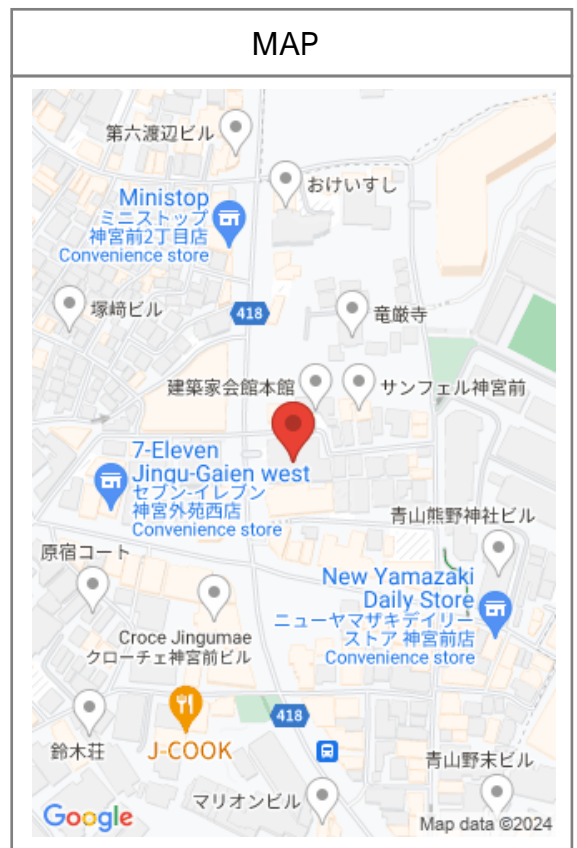 MAP
第六渡辺ビル
おけいすし
Ministop
ミニストップ
神宮前2丁目店
Convenience store
塚﨑ビル
418
竜厳寺
建築家会館本館
サンフェル神宮前
7-Eleven
Jingu-Gaien west
セブン-イレブン
神宮外苑西店
Convenience store
青山熊野神社ビル
原宿コート
New Yamazaki
Daily Store
ニューヤマザキデイリー
ストア 神宮前店
Convenience store
Croce Jingumae
クローチェ神宮前ビル
418
鈴木荘
J-COOK
青山野末ビル
マリオンビル
Google
Map data ©2024